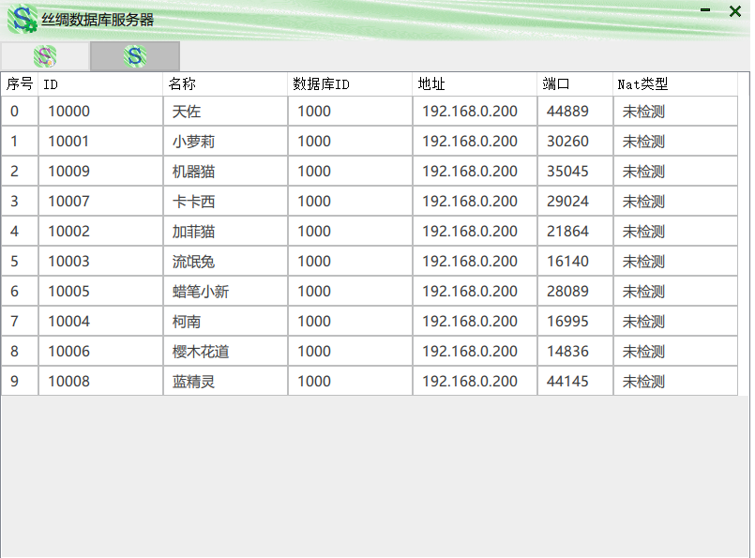 丝绸数据库服务器
序号 ID 名称 数据库ID 地址 端口 Nat类型
0 10000 天佐 1000 192.168.0.200 44889 未检测
1 10001 小萝莉 1000 192.168.0.200 30260 未检测
2 10009 机器猫 1000 192.168.0.200 35045 未检测
3 10007 卡卡西 1000 192.168.0.200 29024 未检测
4 10002 加菲猫 1000 192.168.0.200 21864 未检测
5 10003 流氓兔 1000 192.168.0.200 16140 未检测
6 10005 蜡笔小新 1000 192.168.0.200 28089 未检测
7 10004 柯南 1000 192.168.0.200 16995 未检测
8 10006 樱木花道 1000 192.168.0.200 14836 未检测
9 10008 蓝精灵 1000 192.168.0.200 44145 未检测